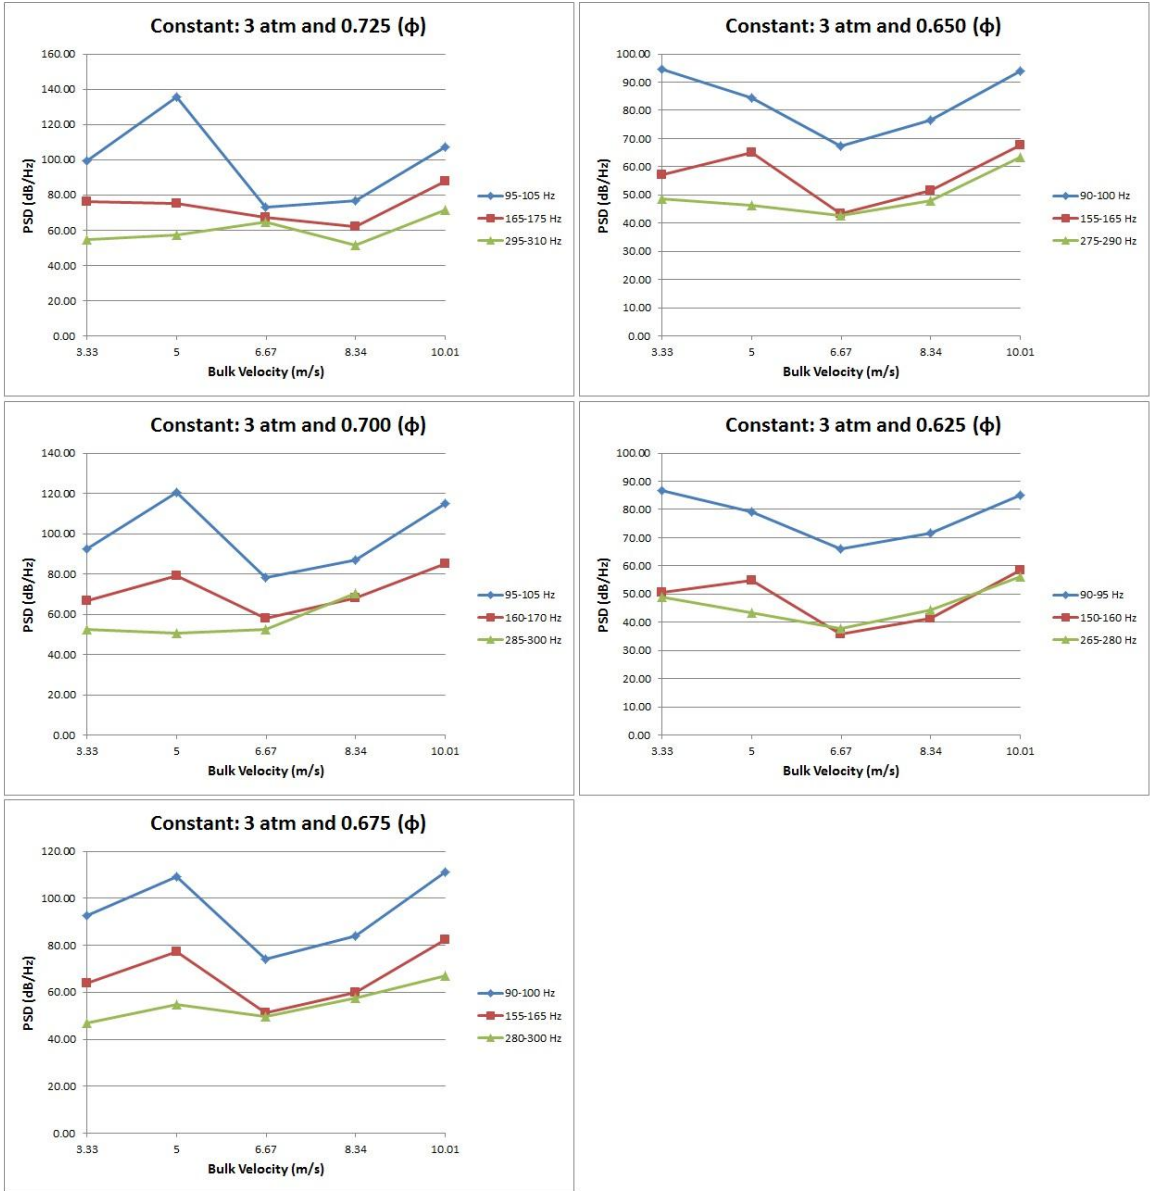 Constant: 3 atm and 0.725 (ϕ)
160.00
140.00
120.00
100.00
80.00
60.00
40.00
20.00
0.00
PSD (dB/Hz)
3.33 5 6.67 8.34 10.01
Bulk Velocity (m/s)
95-105 Hz
165-175 Hz
295-310 Hz
Constant: 3 atm and 0.650 (ϕ)
100.00
90.00
80.00
70.00
60.00
50.00
40.00
30.00
20.00
10.00
0.00
PSD (dB/Hz)
3.33 5 6.67 8.34 10.01
Bulk Velocity (m/s)
90-100 Hz
155-165 Hz
275-290 Hz
Constant: 3 atm and 0.700 (ϕ)
140.00
120.00
100.00
80.00
60.00
40.00
20.00
0.00
PSD (dB/Hz)
3.33 5 6.67 8.34 10.01
Bulk Velocity (m/s)
95-105 Hz
160-170 Hz
285-300 Hz
Constant: 3 atm and 0.625 (ϕ)
100.00
90.00
80.00
70.00
60.00
50.00
40.00
30.00
20.00
10.00
0.00
PSD (dB/Hz)
3.33 5 6.67 8.34 10.01
Bulk Velocity (m/s)
90-95 Hz
150-160 Hz
265-280 Hz
Constant: 3 atm and 0.675 (ϕ)
120.00
100.00
80.00
60.00
40.00
20.00
0.00
PSD (dB/Hz)
3.33 5 6.67 8.34 10.01
Bulk Velocity (m/s)
90-100 Hz
155-165 Hz
280-300 Hz